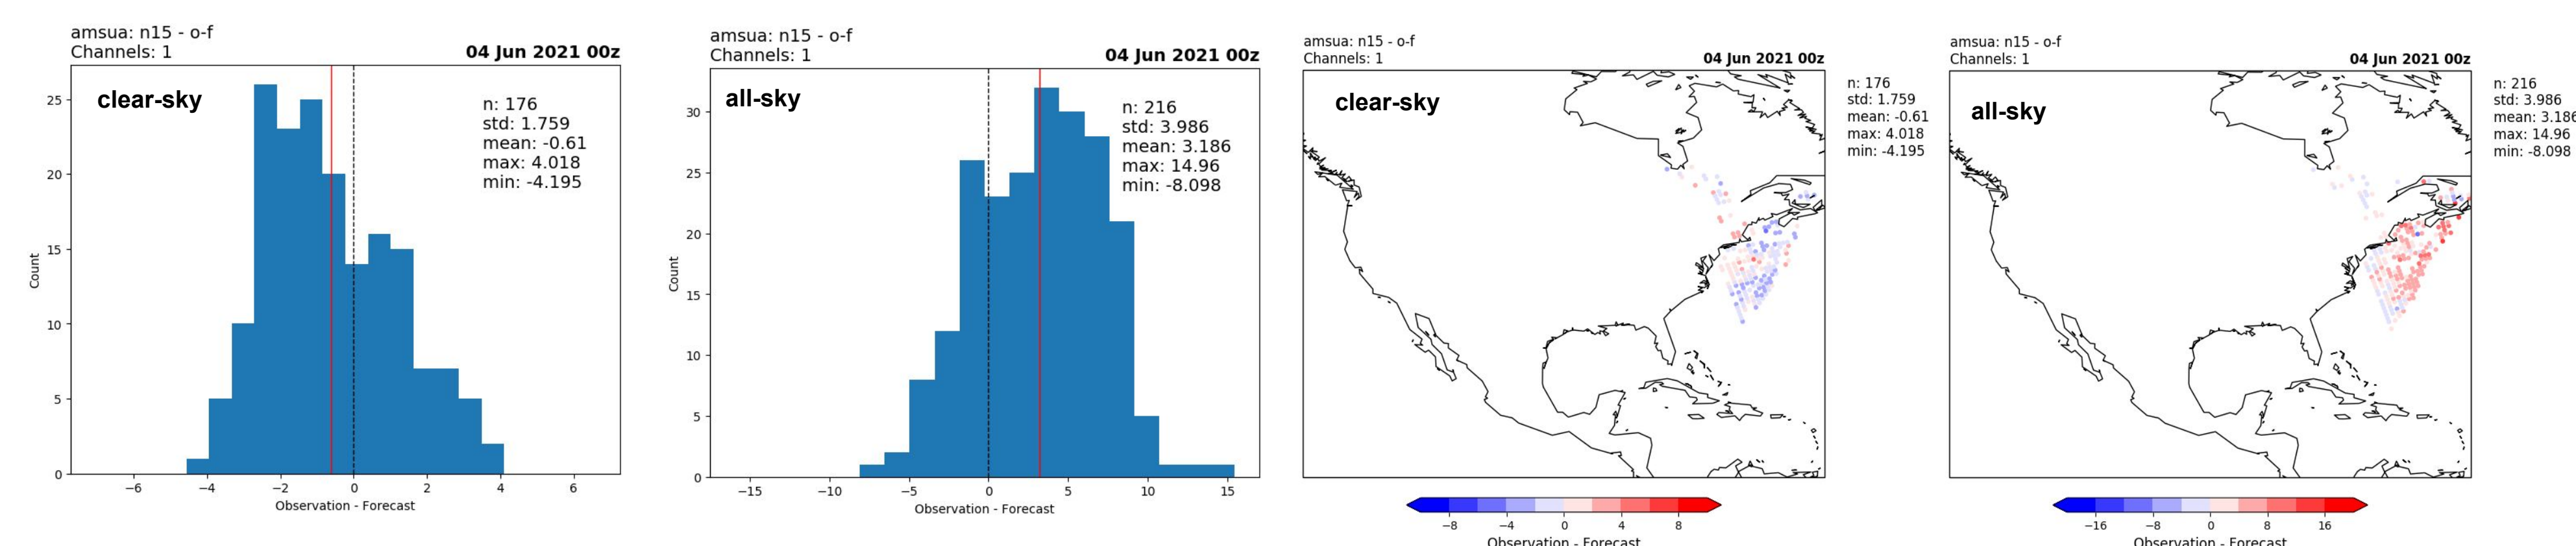 amsua: n15 - o-f
Channels: 1
04 Jun 2021 00z
clear-sky
n: 176
std: 1.759
mean: -0.61
max: 4.018
min: -4.195
Count
25
20
15
10
5
0
−6 −4 −2 0 2 4 6
Observation - Forecast
amsua: n15 - o-f
Channels: 1
04 Jun 2021 00z
all-sky
n: 216
std: 3.986
mean: 3.186
max: 14.96
min: -8.098
Count
30
25
20
15
10
5
0
−15 −10 −5 0 5 10 15
Observation - Forecast
amsua: n15 - o-f
Channels: 1
04 Jun 2021 00z
clear-sky
n: 176
std: 1.759
mean: -0.61
max: 4.018
min: -4.195
−8 −4 0 4 8
Observation - Forecast
amsua: n15 - o-f
Channels: 1
04 Jun 2021 00z
all-sky
n: 216
std: 3.986
mean: 3.186
max: 14.96
min: -8.098
−16 −8 0 8 16
Observation - Forecast